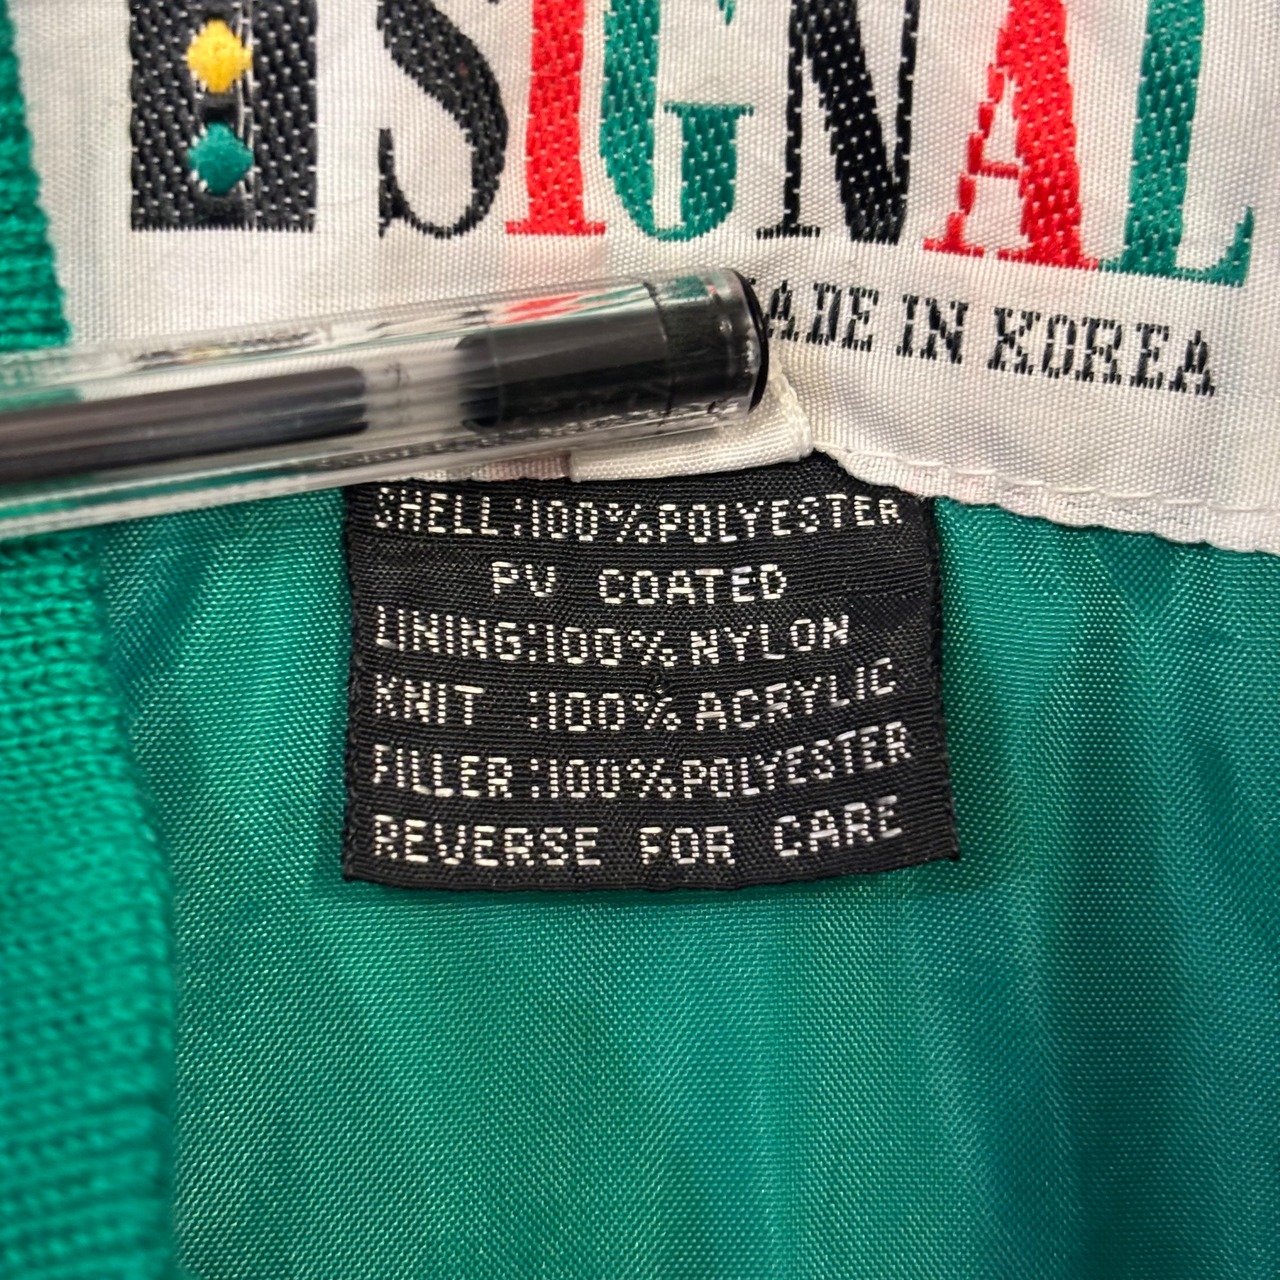 SIGNAL
ADE IN KOREA
SHELL:100%POLYESTER
PV COATED
LINING:100%NYLON
KNIT :100%ACRYLIC
FILLER:100%POLYESTER
REVERSE FOR CARE